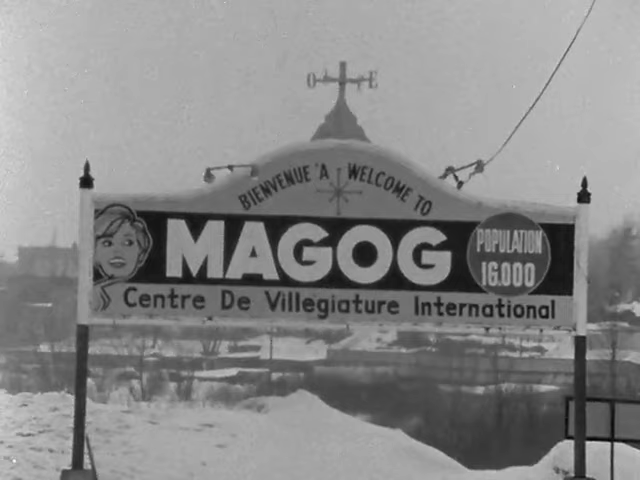 O E
BIENVENUE 'A WELCOME TO
MAGOG
POPULATION
16.000
Centre De Villegiature International